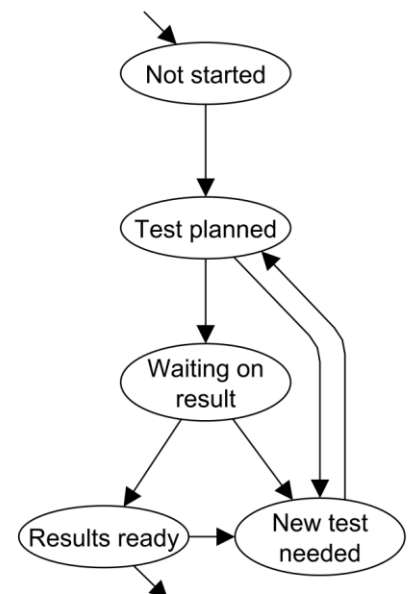 Not started
Test planned
Waiting on
result
Results ready
New test
needed